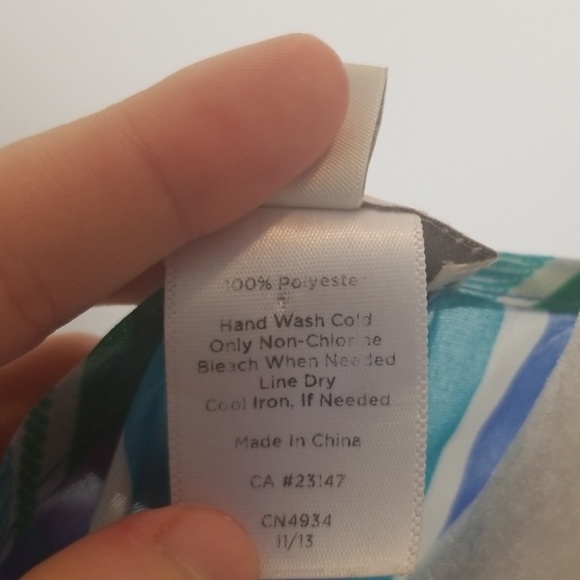 100% Polyester
Hand Wash Cold
Only Non-Chlorine
Bleach When Needed
Line Dry
Cool Iron, If Needed
Made In China
CA #23147
CN4934
11/13